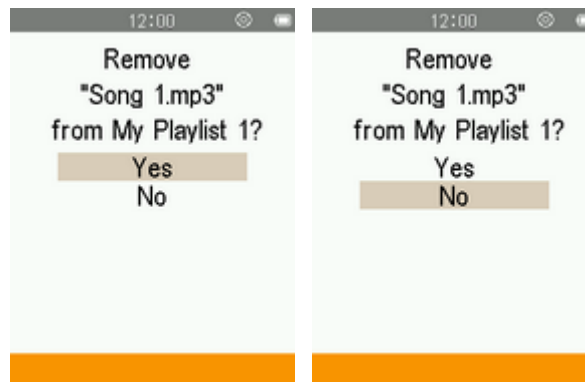 12:00
Remove
"Song 1.mp3"
from My Playlist 1?
Yes
No
12:00
Remove
"Song 1.mp3"
from My Playlist 1?
Yes
No